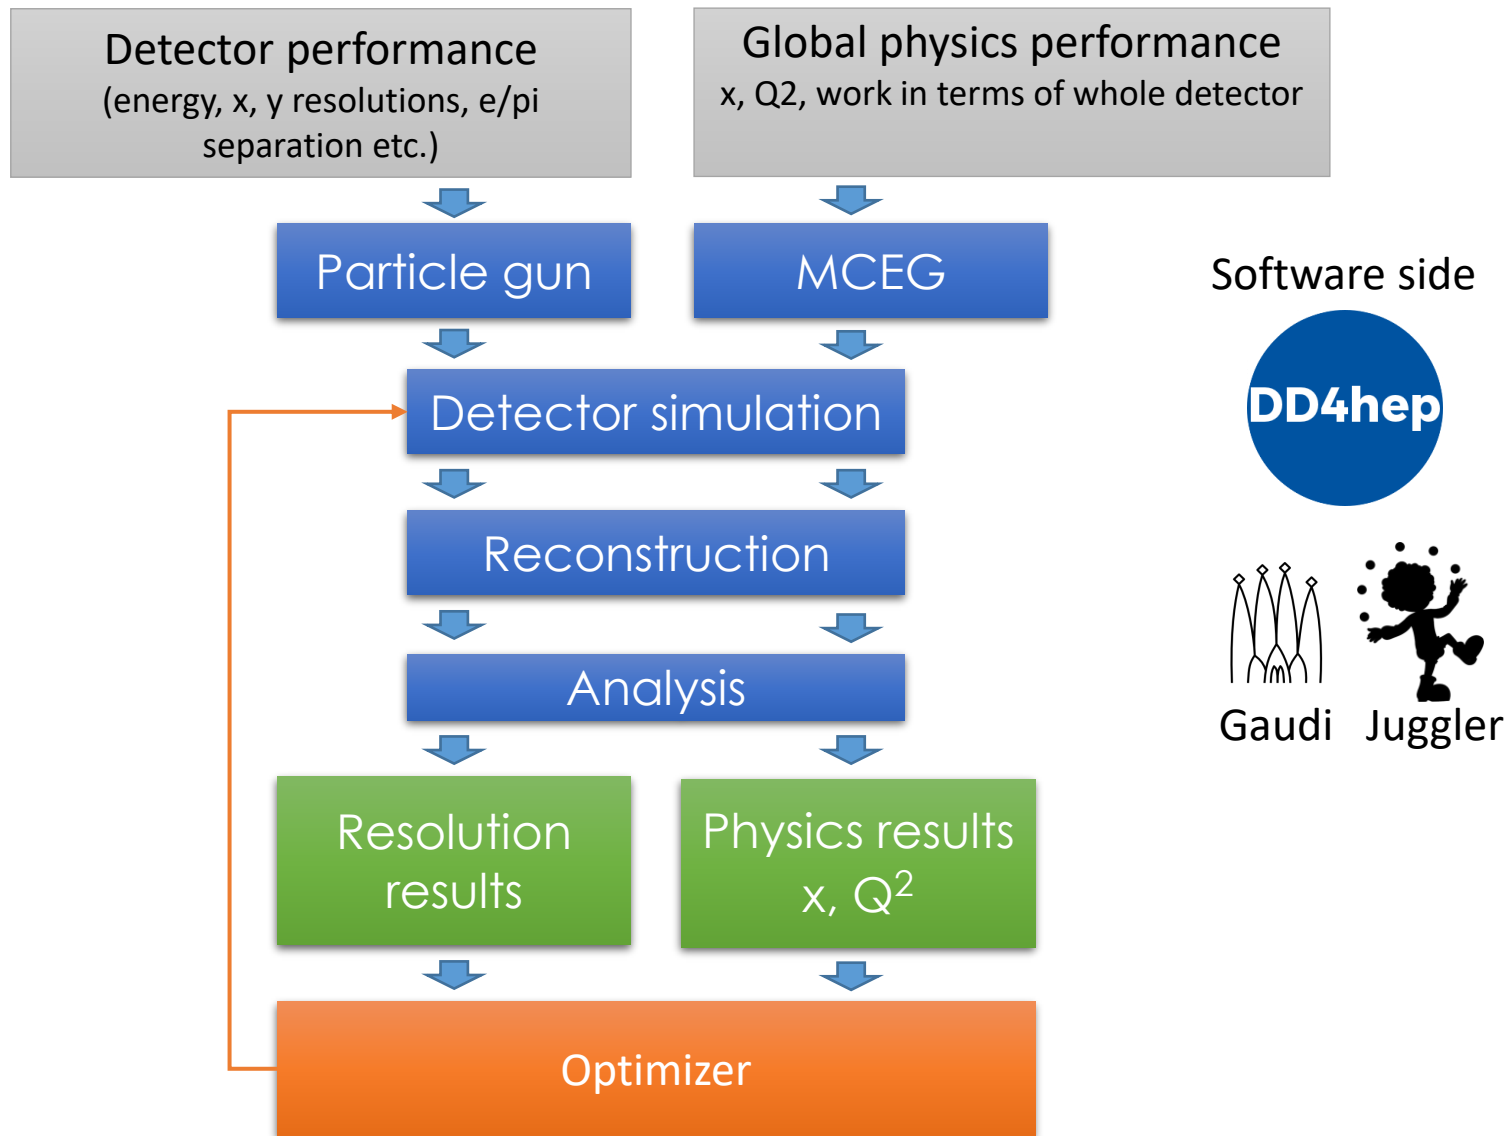 Detector performance
(energy, x, y resolutions, e/pi
separation etc.)
Global physics performance
x, Q2, work in terms of whole detector
Particle gun
MCEG
Software side
Detector simulation
DD4hep
Reconstruction
Analysis
Gaudi
Juggler
Resolution
results
Physics results
x, Q²
Optimizer